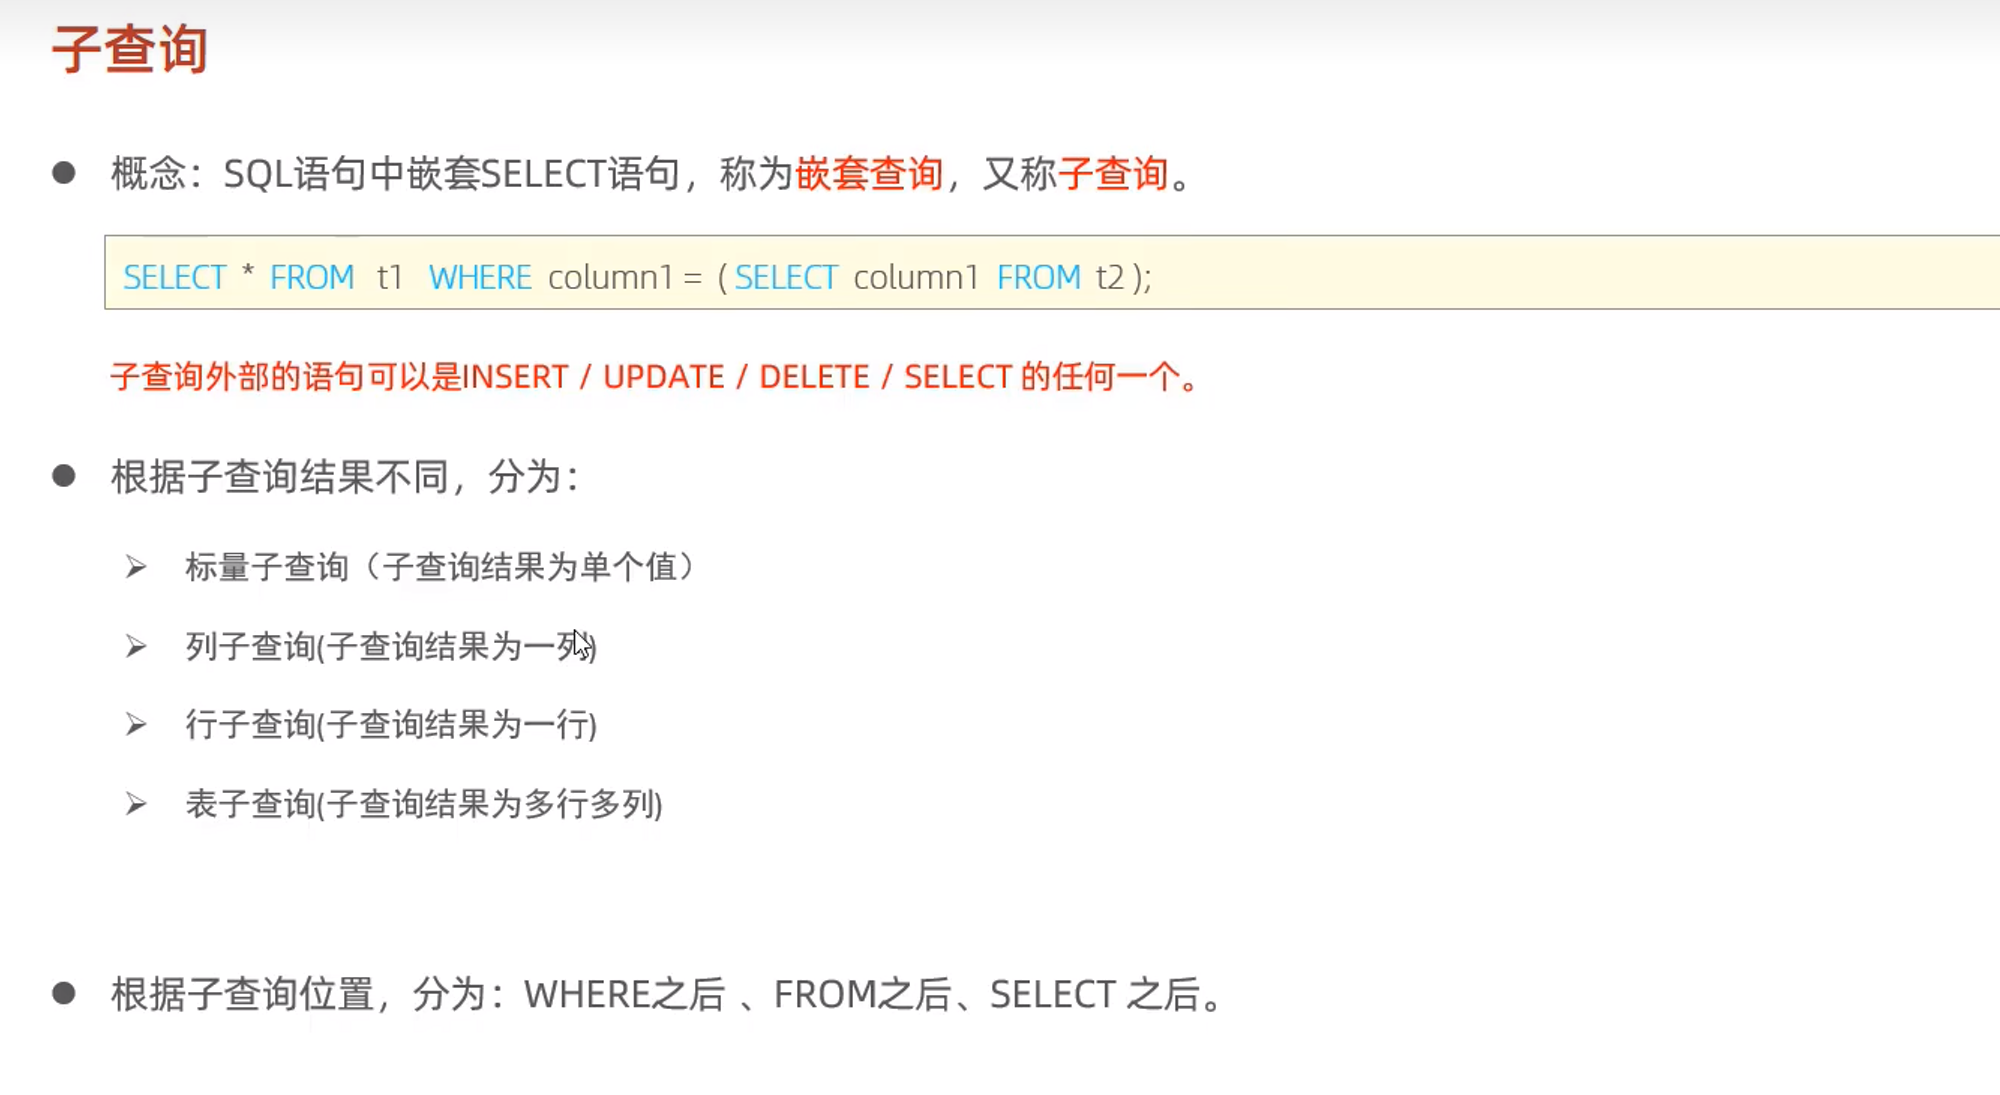 子查询
概念：SQL语句中嵌套SELECT语句，称为嵌套查询，又称子查询。
SELECT * FROM t1 WHERE column1 = ( SELECT column1 FROM t2 );
子查询外部的语句可以是INSERT / UPDATE / DELETE / SELECT 的任何一个。
根据子查询结果不同，分为：
标量子查询（子查询结果为单个值）
列子查询(子查询结果为一列)
行子查询(子查询结果为一行)
表子查询(子查询结果为多行多列)
根据子查询位置，分为：WHERE之后 、FROM之后、SELECT 之后。